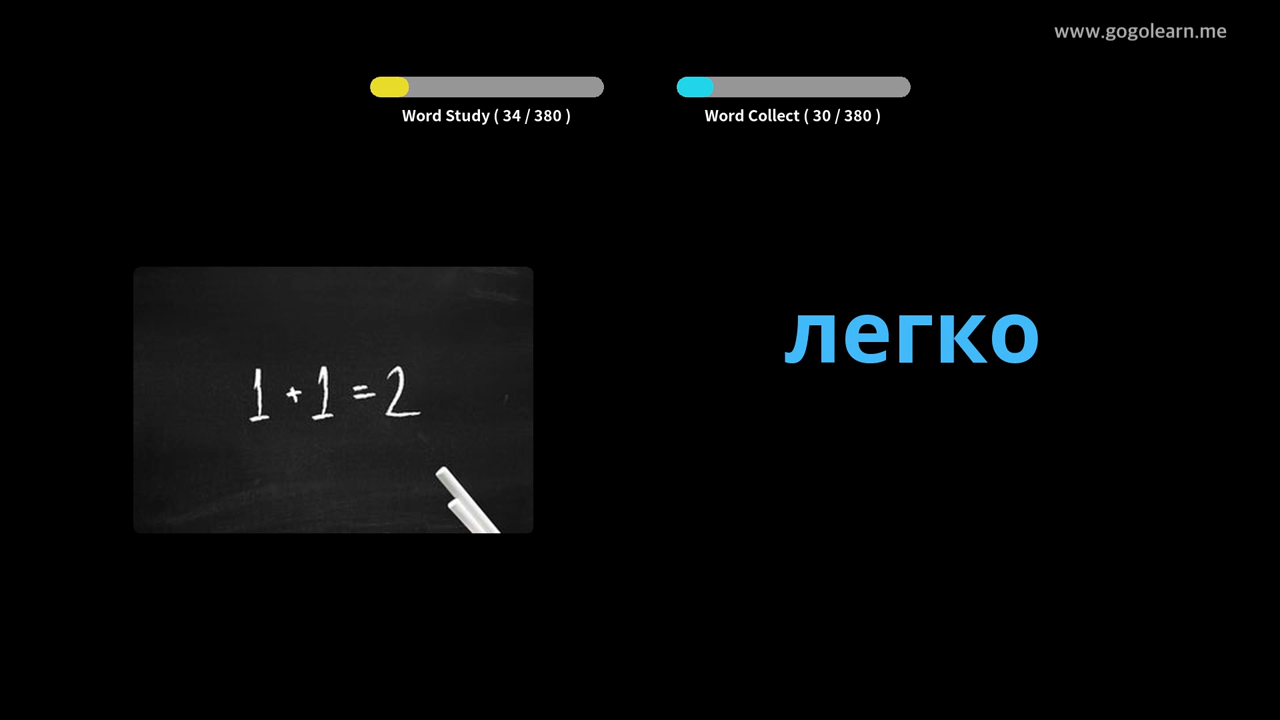 www.gogolearn.me
Word Study ( 34 / 380 )
Word Collect ( 30 / 380 )
1 + 1 = 2
легко